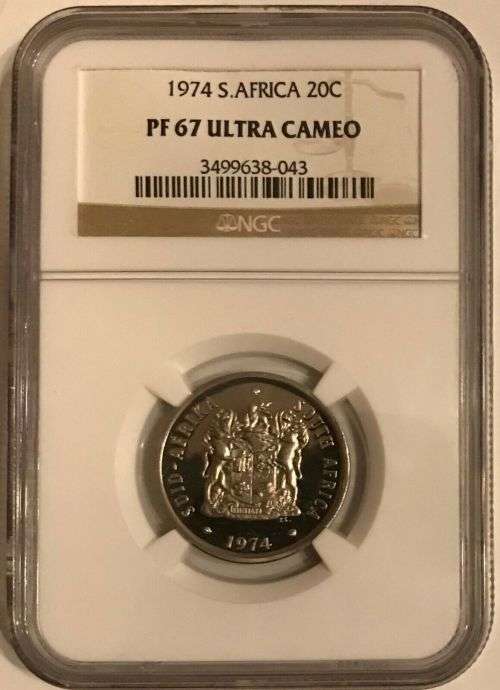 1974 S.AFRICA 20C
PF 67 ULTRA CAMEO
3499638-043
NGC
SUID-AFRIKA
SOUTH AFRICA
1974